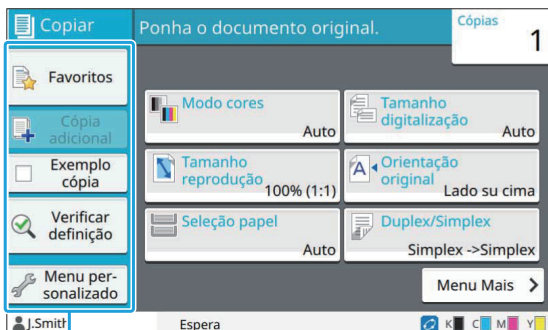 Copiar
Ponha o documento original.
Cópias
1
Favoritos
Cópia
adicional
Exemplo
cópia
Verificar
definição
Menu per-
sonalizado
Modo cores
Auto
Tamanho
digitalização
Auto
Tamanho
reprodução
100% (1:1)
Orientação
original
Lado su cima
Seleção papel
Auto
Duplex/Simplex
Simplex ->Simplex
Menu Mais
J.Smith
Espera
K C M Y